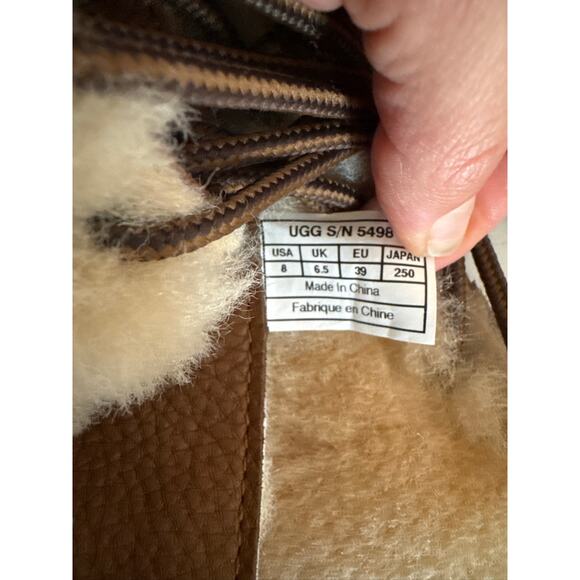 UGG S/N 5498
USA UK EU JAPAN
8 6.5 39 250
Made in China
Fabrique en Chine